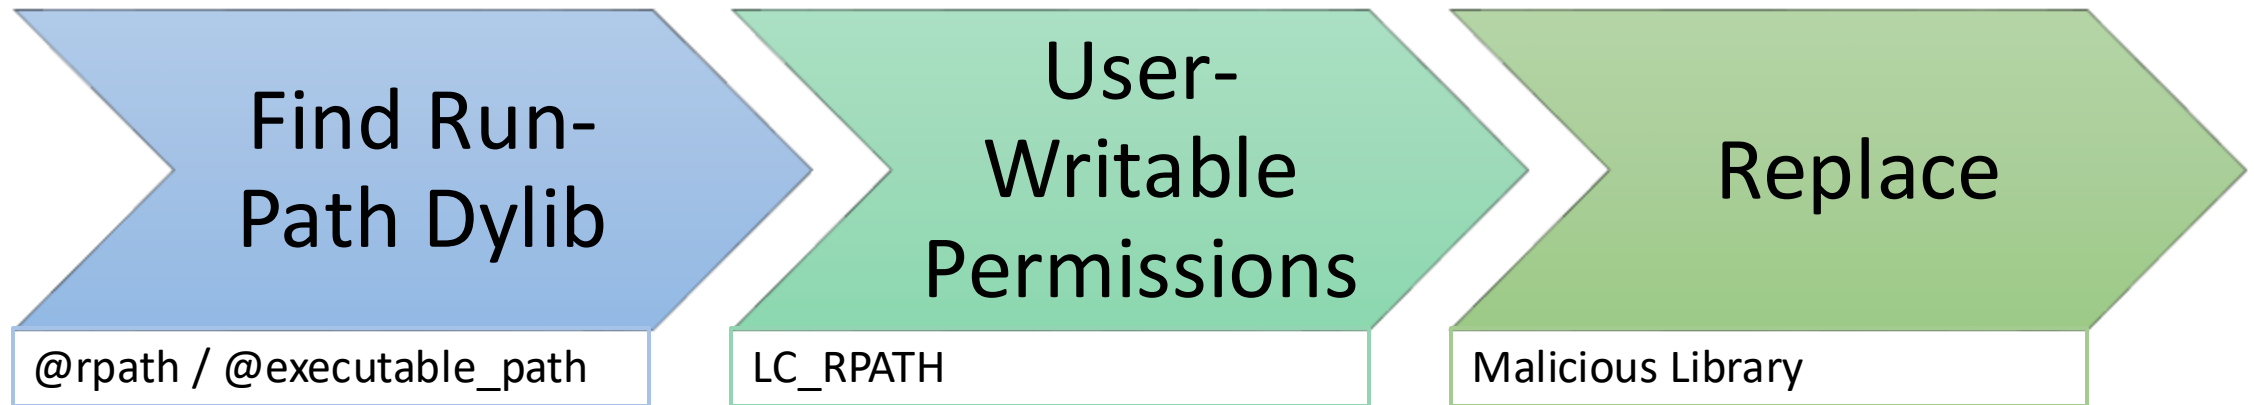 Find Run-
Path Dylib
@rpath / @executable_path
User-
Writable
Permissions
LC_RPATH
Replace
Malicious Library